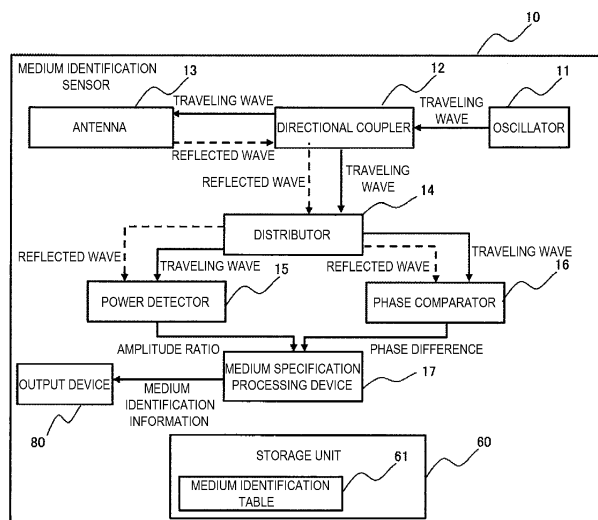 10
MEDIUM IDENTIFICATION
SENSOR
13
12
11
TRAVELING WAVE
TRAVELING
WAVE
ANTENNA
DIRECTIONAL COUPLER
OSCILLATOR
REFLECTED WAVE
REFLECTED WAVE
TRAVELING
WAVE
14
DISTRIBUTOR
REFLECTED WAVE
TRAVELING WAVE
REFLECTED WAVE
TRAVELING
WAVE
15
16
POWER DETECTOR
PHASE COMPARATOR
AMPLITUDE RATIO
PHASE DIFFERENCE
OUTPUT DEVICE
MEDIUM SPECIFICATION
PROCESSING DEVICE
17
MEDIUM
IDENTIFICATION
INFORMATION
80
60
STORAGE UNIT
61
MEDIUM IDENTIFICATION
TABLE